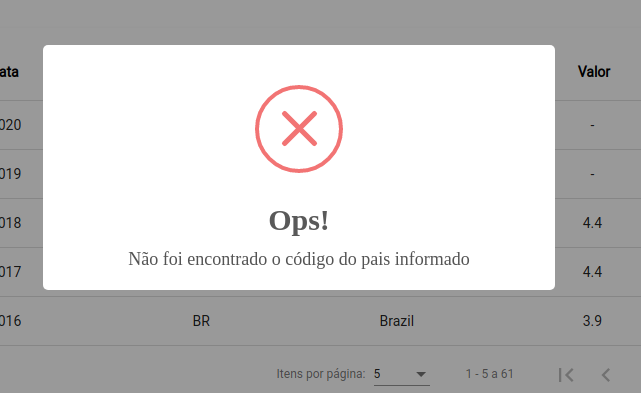 ata Valor
020 -
019 -
Ops!
018 4.4
Não foi encontrado o código do pais informado
017 4.4
016 BR Brazil 3.9
Itens por página: 5 1 - 5 a 61